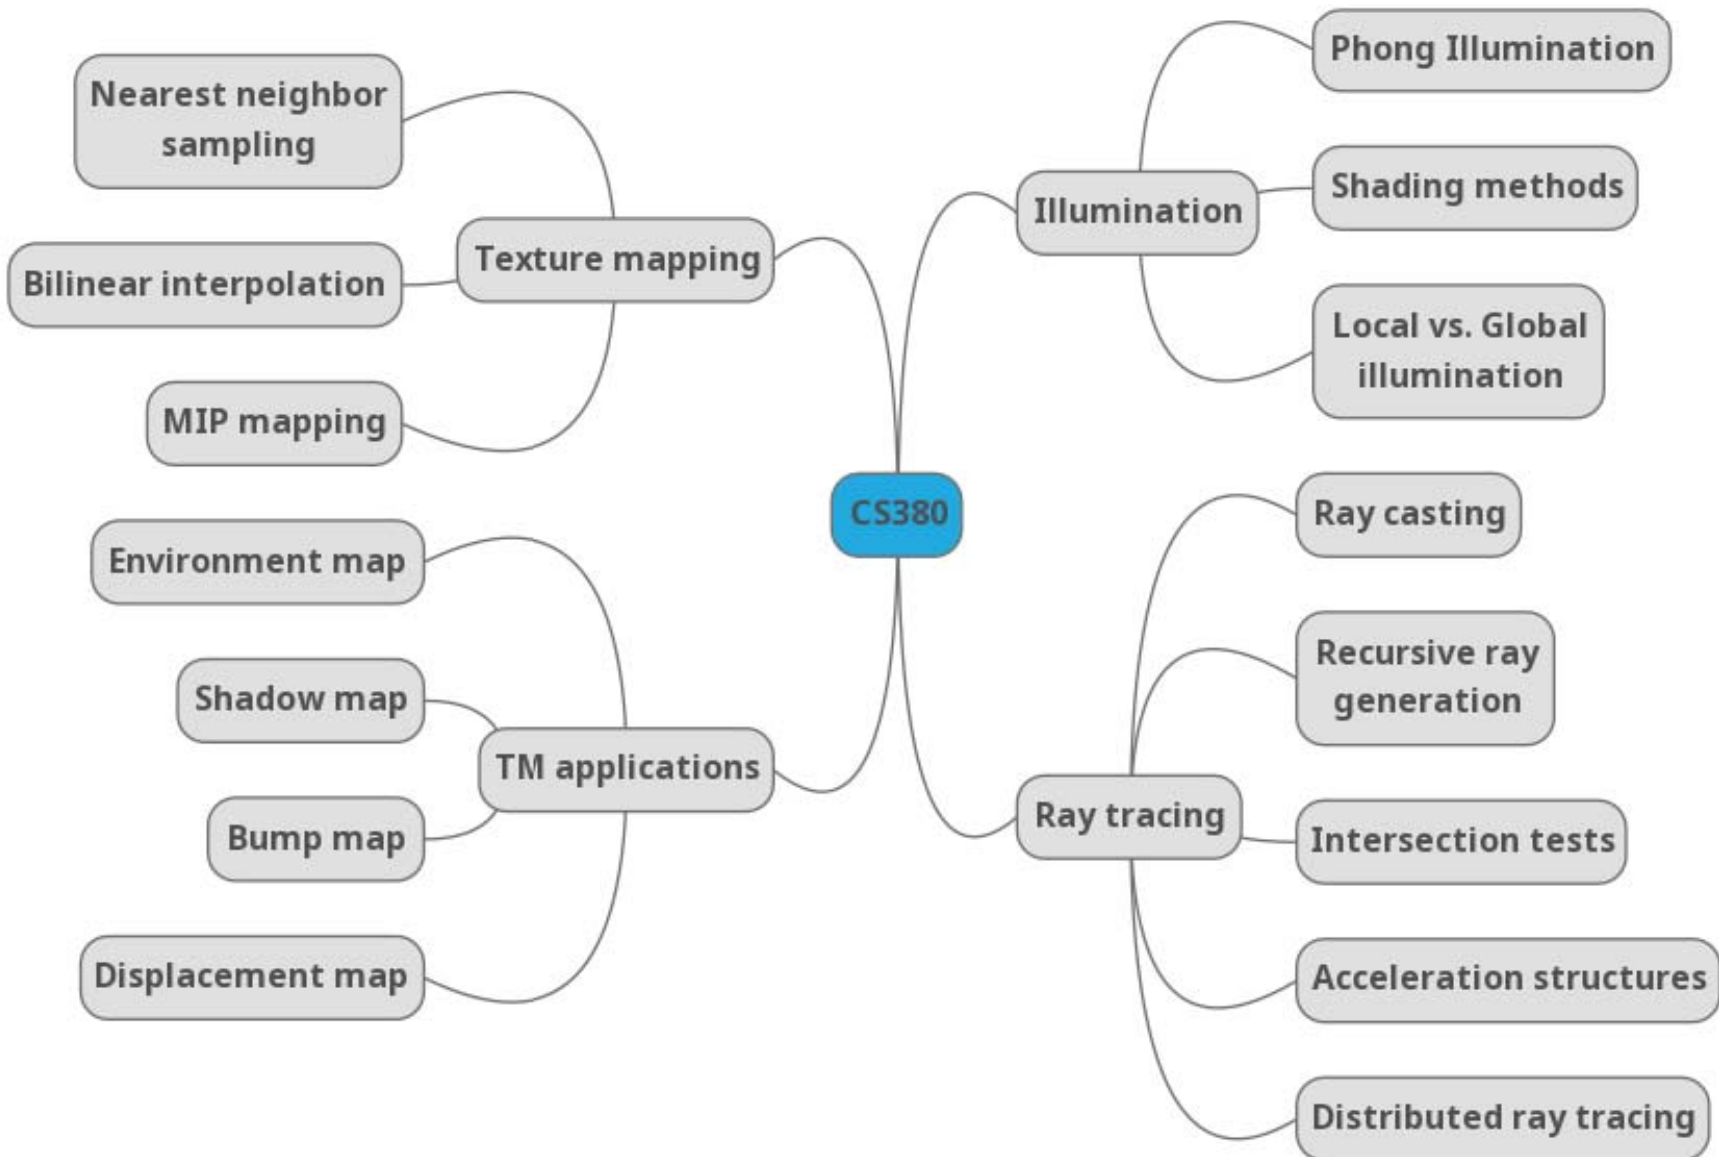 Nearest neighbor
sampling
Bilinear interpolation
MIP mapping
Texture mapping
Environment map
Shadow map
Bump map
Displacement map
TM applications
CS380
Illumination
Phong Illumination
Shading methods
Local vs. Global
illumination
Ray tracing
Ray casting
Recursive ray
generation
Intersection tests
Acceleration structures
Distributed ray tracing